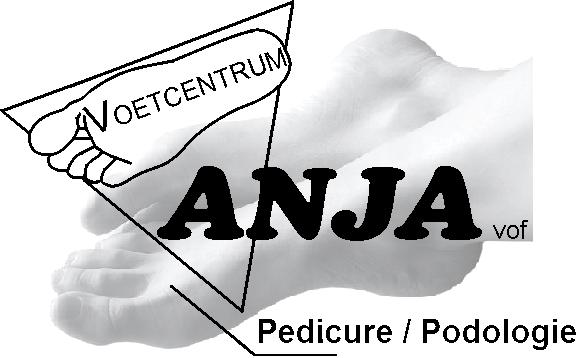 VOETCENTRUM
ANJA vof
Pedicure / Podologie